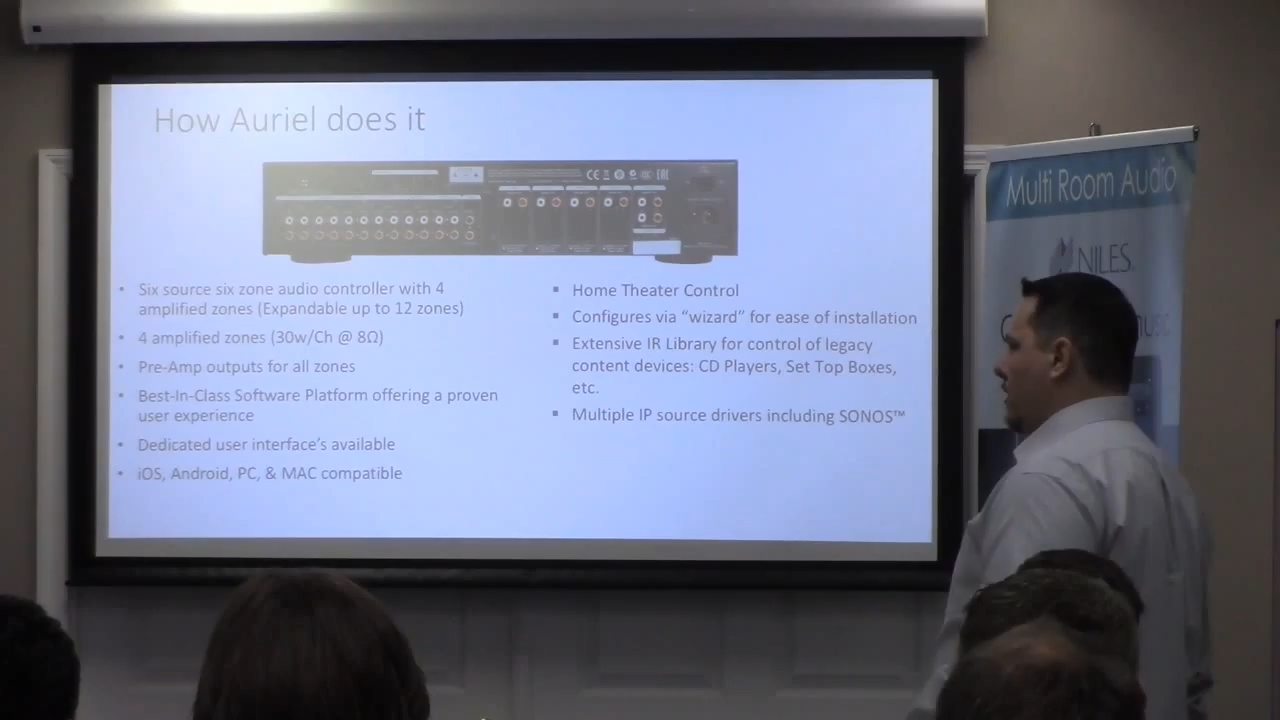 How Auriel does it
• Six source six zone audio controller with 4
amplified zones (Expandable up to 12 zones)
• 4 amplified zones (30w/Ch @ 8Ω)
• Pre-Amp outputs for all zones
• Best-In-Class Software Platform offering a proven
user experience
• Dedicated user interface's available
• iOS, Android, PC, & MAC compatible
▪ Home Theater Control
▪ Configures via “wizard” for ease of installation
▪ Extensive IR Library for control of legacy
content devices: CD Players, Set Top Boxes,
etc.
▪ Multiple IP source drivers including SONOS™
Multi Room Audio
NILES